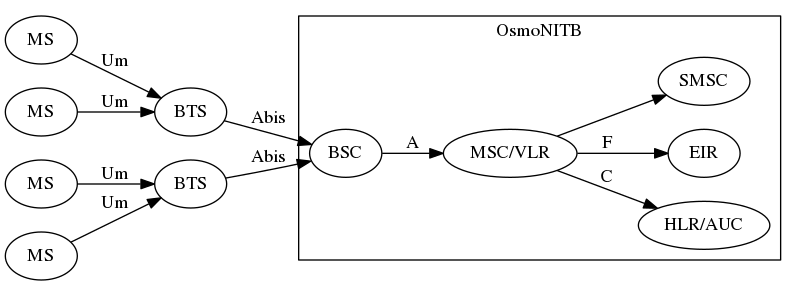 OsmoNITB
MS
Um
MS
Um
BTS
Abis
MS
Um
BTS
Abis
MS
Um
BSC
A
MSC/VLR
SMSC
F
EIR
C
HLR/AUC